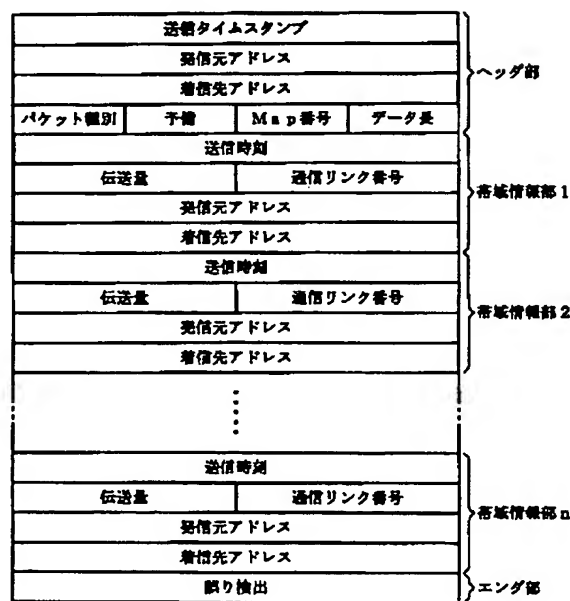 送信タイムスタンプ
発信元アドレス
着信先アドレス
ヘッダ部
パケット種別 予備 Map番号 データ長
送信時刻
伝送量 通信リンク番号
帯域情報部1
発信元アドレス
着信先アドレス
送信時刻
伝送量 通信リンク番号
帯域情報部2
発信元アドレス
着信先アドレス
送信時刻
伝送量 通信リンク番号
帯域情報部n
発信元アドレス
着信先アドレス
誤り検出 エンダ部